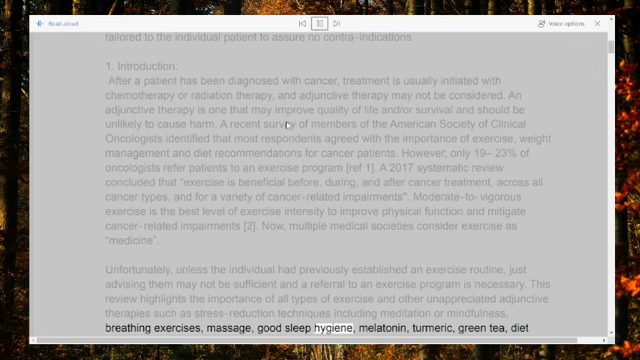 Read aloud
Voice options
tailored to the individual patient to assure no contra-indications.
1. Introduction:
After a patient has been diagnosed with cancer, treatment is usually initiated with
chemotherapy or radiation therapy, and adjunctive therapy may not be considered. An
adjunctive therapy is one that may improve quality of life and/or survival and should be
unlikely to cause harm. A recent survey of members of the American Society of Clinical
Oncologists identified that most respondents agreed with the importance of exercise, weight
management and diet recommendations for cancer patients. However, only 19– 23% of
oncologists refer patients to an exercise program [ref 1]. A 2017 systematic review
concluded that "exercise is beneficial before, during, and after cancer treatment, across all
cancer types, and for a variety of cancer-related impairments". Moderate-to-vigorous
exercise is the best level of exercise intensity to improve physical function and mitigate
cancer-related impairments [2]. Now, multiple medical societies consider exercise as
"medicine".
Unfortunately, unless the individual had previously established an exercise routine, just
advising them may not be sufficient and a referral to an exercise program is necessary. This
review highlights the importance of all types of exercise and other unappreciated adjunctive
therapies such as stress-reduction techniques including meditation or mindfulness,
breathing exercises, massage, good sleep hygiene, melatonin, turmeric, green tea, diet